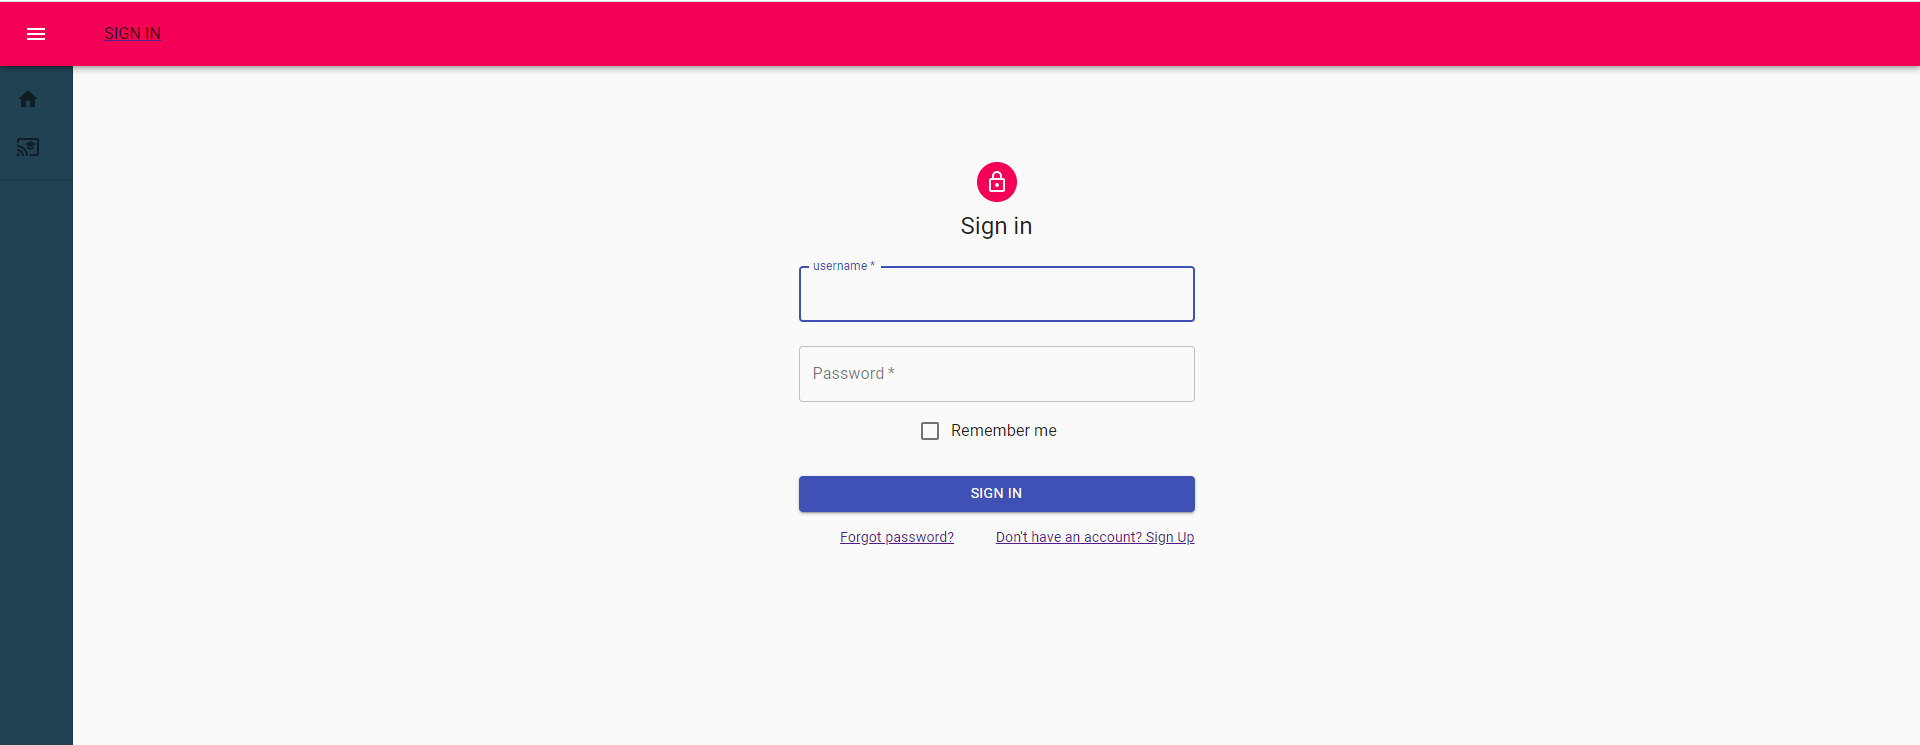 SIGN IN
Sign in
username *
Password *
Remember me
SIGN IN
Forgot password? Don't have an account? Sign Up